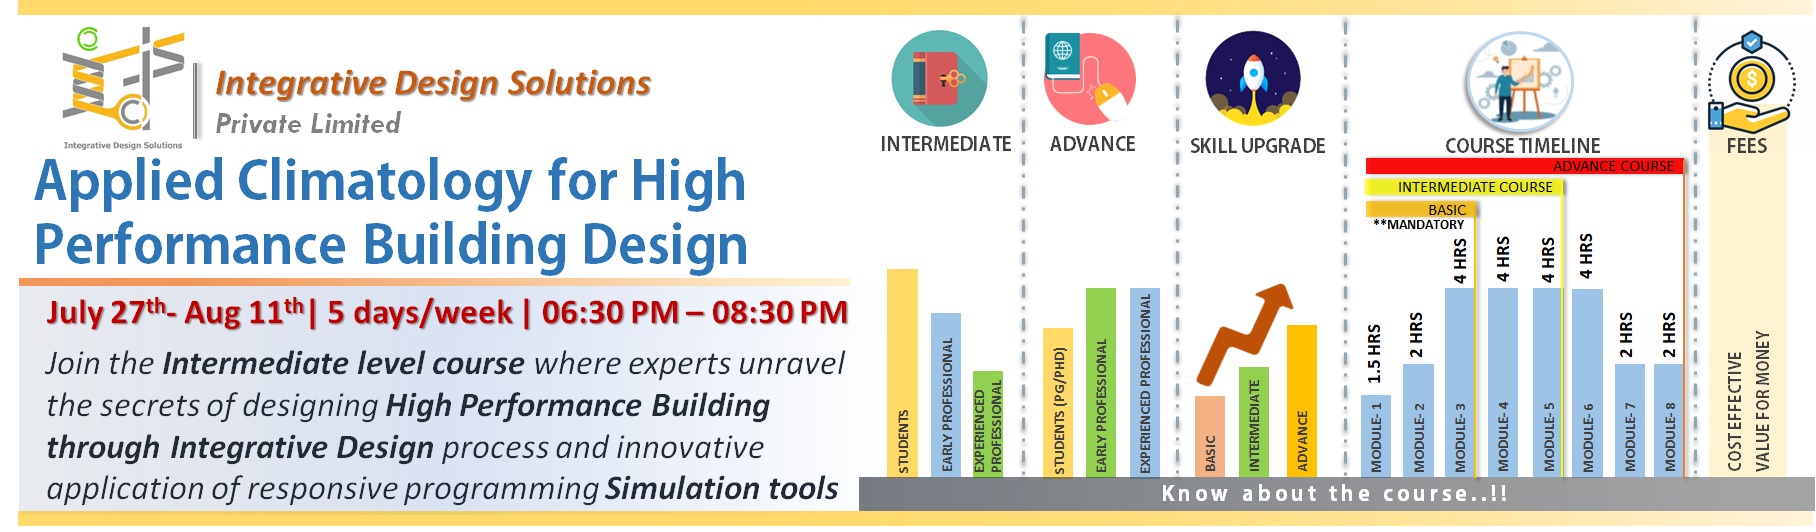 Integrative Design Solutions
Integrative Design Solutions
Private Limited
Applied Climatology for High
Performance Building Design
July 27th- Aug 11th| 5 days/week | 06:30 PM – 08:30 PM
Join the Intermediate level course where experts unravel
the secrets of designing High Performance Building
through Integrative Design process and innovative
application of responsive programming Simulation tools
INTERMEDIATE
STUDENTS
EARLY PROFESSIONAL
EXPERIENCED
PROFESSIONAL
ADVANCE
STUDENTS (PG/PHD)
EARLY PROFESSIONAL
EXPERIENCED PROFESSIONAL
SKILL UPGRADE
BASIC
INTERMEDIATE
ADVANCE
COURSE TIMELINE
ADVANCE COURSE
INTERMEDIATE COURSE
BASIC
**MANDATORY
1.5 HRS
2 HRS
4 HRS
4 HRS
4 HRS
4 HRS
2 HRS
2 HRS
MODULE- 1
MODULE- 2
MODULE- 3
MODULE- 4
MODULE- 5
MODULE- 6
MODULE- 7
MODULE- 8
FEES
COST EFFECTIVE
VALUE FOR MONEY
Know about the course..!!